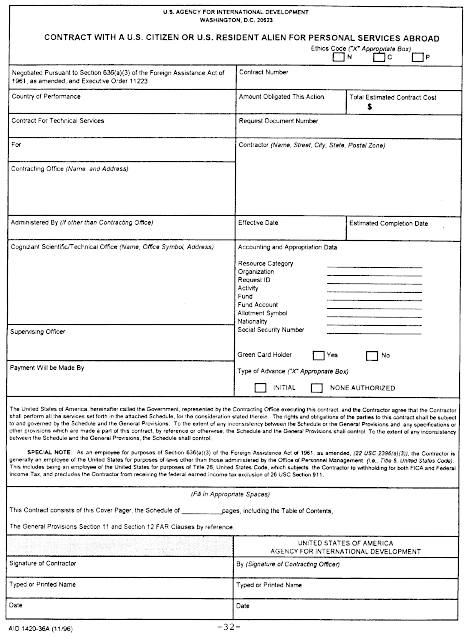 U.S. AGENCY FOR INTERNATIONAL DEVELOPMENT
WASHINGTON, D.C. 20523
CONTRACT WITH A U.S. CITIZEN OR U.S. RESIDENT ALIEN FOR PERSONAL SERVICES ABROAD
Ethics Code ("X" Appropriate Box)
N C P
Negotiated Pursuant to Section 636(a)(3) of the Foreign Assistance Act of
1961, as amended, and Executive Order 11223
Contract Number
Country of Performance
Amount Obligated This Action
Total Estimated Contract Cost
$
Contract For Technical Services
Request Document Number
For
Contractor (Name, Street, City, State, Postal Zone)
Contracting Office (Name and Address)
Administered By (If other than Contracting Office)
Effective Date
Estimated Completion Date
Cognizant Scientific/Technical Office (Name, Office Symbol, Address)
Accounting and Appropriation Data
Resource Category
Organization
Request ID
Activity
Fund
Fund Account
Allotment Symbol
Nationality
Social Security Number
Supervising Officer
Green Card Holder Yes No
Payment Will be Made By
Type of Advance ("X" Appropriate Box)
INITIAL NONE AUTHORIZED
The United States of America, hereinafter called the Government, represented by the Contracting Office executing this contract, and the Contractor agree that the Contractor
shall perform all the services set forth in the attached Schedule, for the consideration stated therein. The rights and obligations of the parties to this contract shall be subject
to and governed by the Schedule and the General Provisions. To the extent of any inconsistency between the Schedule or the General Provisions and any specifications or
other provisions which are made a part of this contract, by reference or otherwise, the Schedule and the General Provisions shall control. To the extent of any inconsistency
between the Schedule and the General Provisions, the Schedule shall control.
SPECIAL NOTE: As an employee for purposes of Section 636(a)(3) of the Foreign Assistance Act of 1961, as amended, (22 USC 2396(a)(3)), the Contractor is
generally an employee of the United States for purposes of laws other than those administered by the Office of Personnel Management (i.e., Title 5, United States Code).
This includes being an employee of the United States for purposes of Title 26, United States Code, which subjects the Contractor to withholding for both FICA and Federal
Income Tax, and precludes the Contractor from receiving the federal earned income tax exclusion of 26 USC Section 911.
(Fill In Appropriate Spaces)
This Contract consists of this Cover Pager, the Schedule of __________pages, including the Table of Contents,
The General Provisions Section 11 and Section 12 FAR Clauses by reference.
UNITED STATES OF AMERICA
AGENCY FOR INTERNATIONAL DEVELOPMENT
Signature of Contractor
By (Signature of Contracting Officer)
Typed or Printed Name
Typed or Printed Name
Date
Date
AID 1420-36A (11/96)
-32-